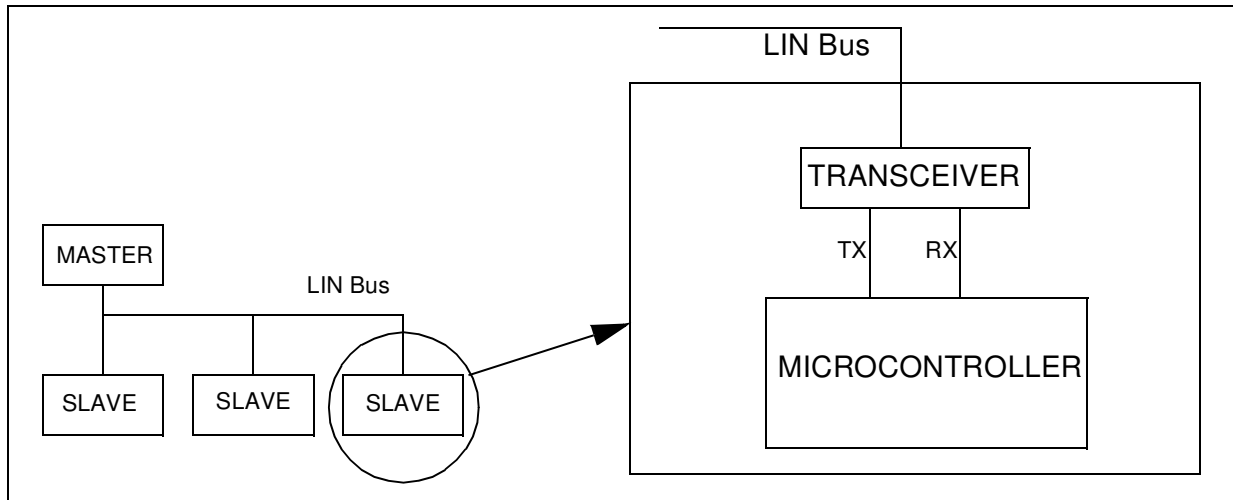 LIN Bus
TRANSCEIVER
TX
RX
MICROCONTROLLER
MASTER
LIN Bus
SLAVE
SLAVE
SLAVE